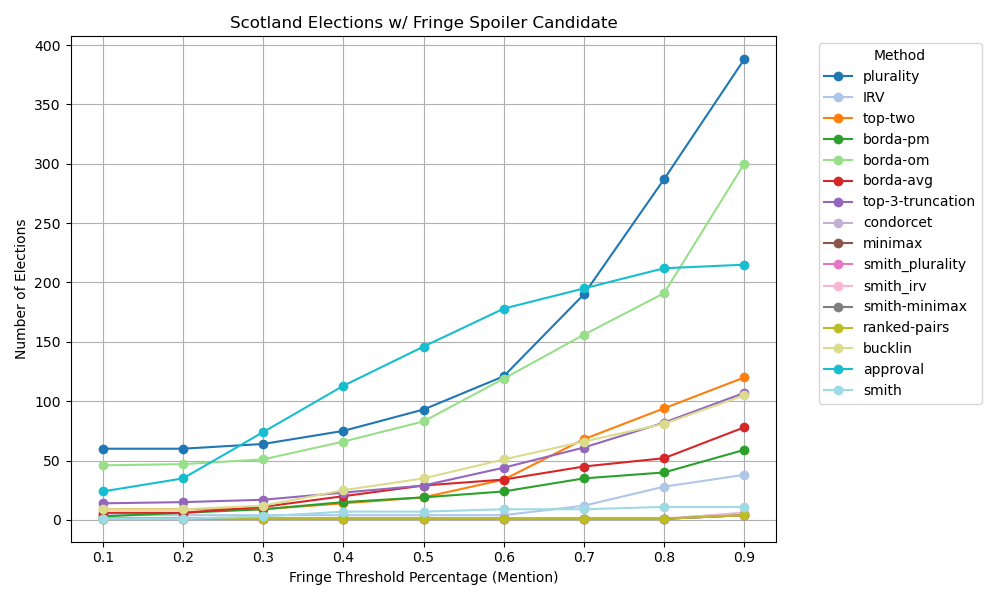 Scotland Elections w/ Fringe Spoiler Candidate
Number of Elections
400
350
300
250
200
150
100
50
0
0.1 0.2 0.3 0.4 0.5 0.6 0.7 0.8 0.9
Fringe Threshold Percentage (Mention)
Method
plurality
IRV
top-two
borda-pm
borda-om
borda-avg
top-3-truncation
condorcet
minimax
smith_plurality
smith_irv
smith-minimax
ranked-pairs
bucklin
approval
smith